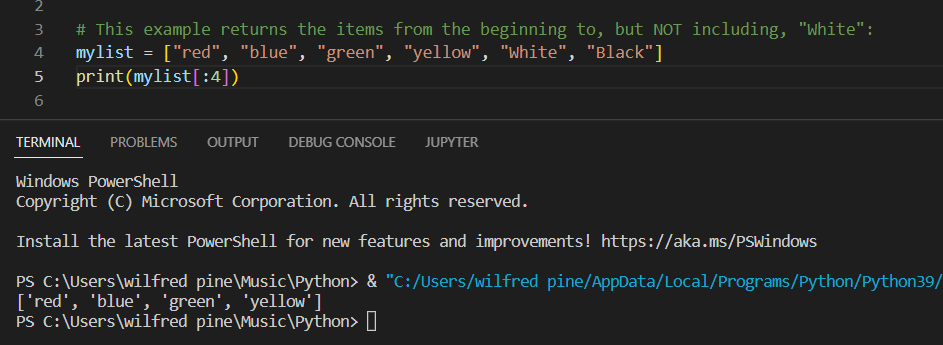 2
3 # This example returns the items from the beginning to, but NOT including, "White":
4 mylist = ["red", "blue", "green", "yellow", "White", "Black"]
5 print(mylist[:4])
6
TERMINAL PROBLEMS OUTPUT DEBUG CONSOLE JUPYTER
Windows PowerShell
Copyright (C) Microsoft Corporation. All rights reserved.
Install the latest PowerShell for new features and improvements! https://aka.ms/PSWindows
PS C:\Users\wilfred pine\Music\Python> & "C:/Users/wilfred pine/AppData/Local/Programs/Python/Python39/
['red', 'blue', 'green', 'yellow']
PS C:\Users\wilfred pine\Music\Python>